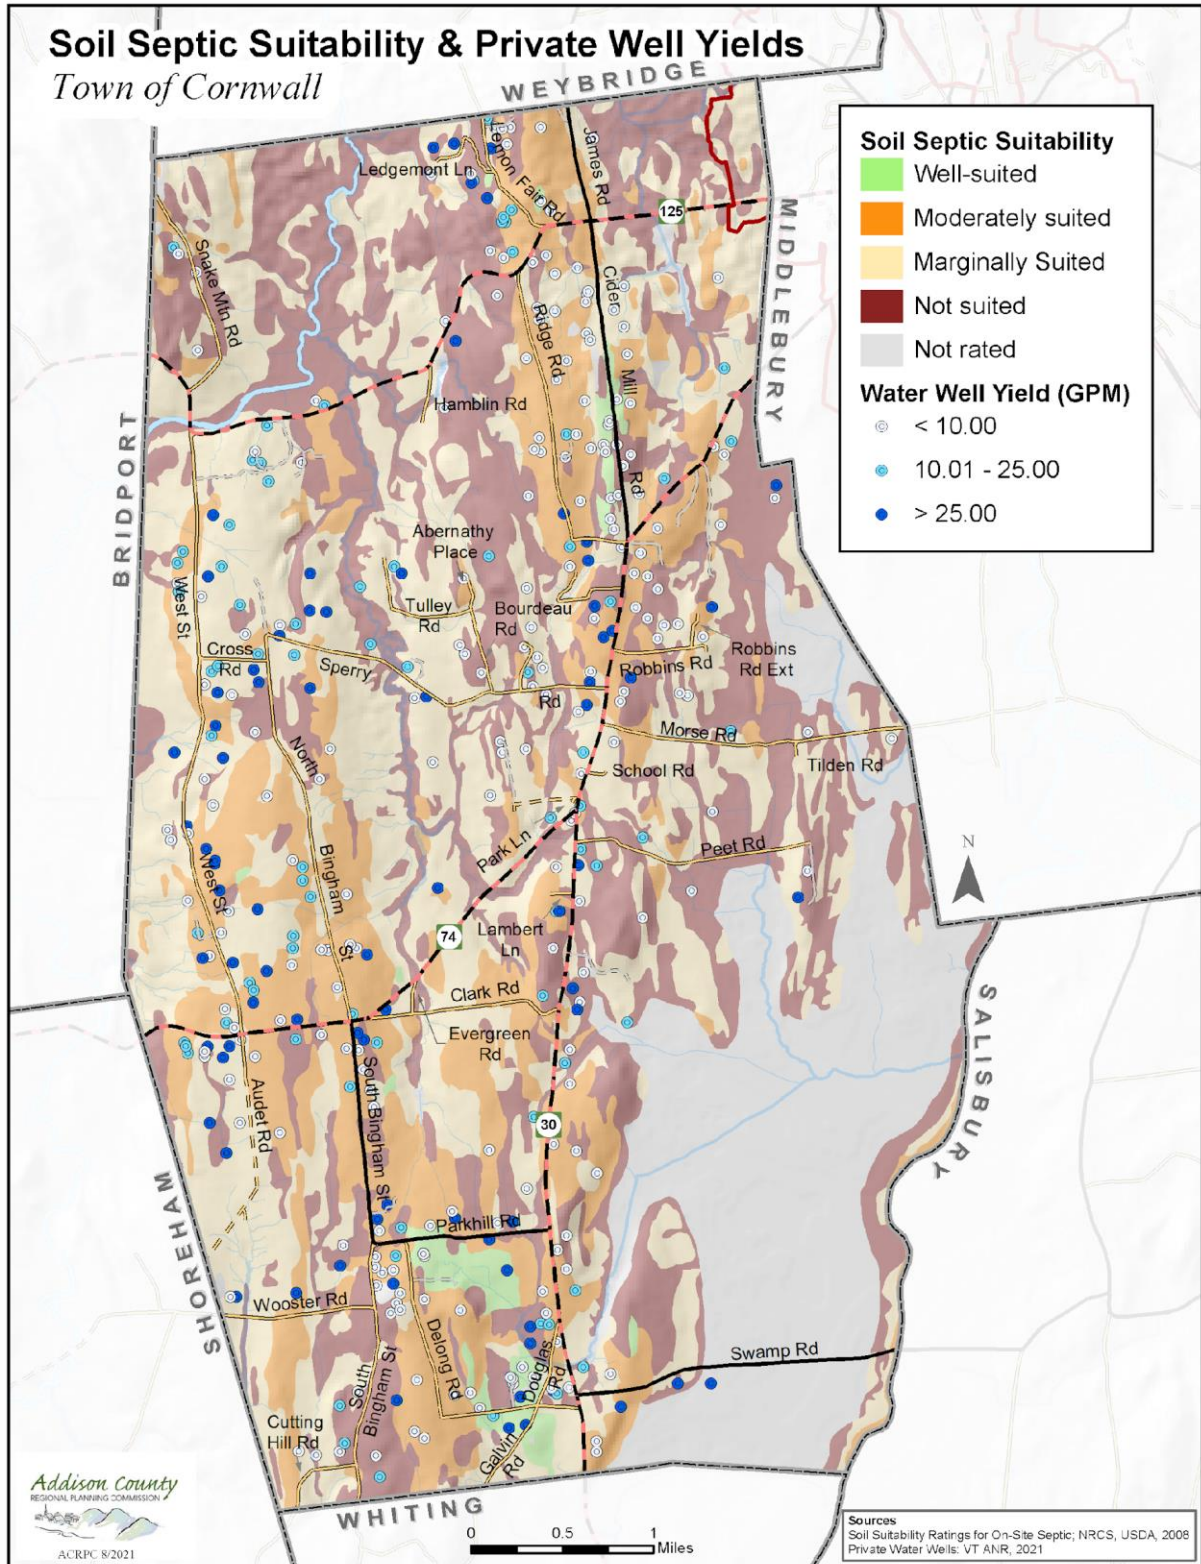 Soil Septic Suitability & Private Well Yields
Town of Cornwall
WEYBRIDGE
Soil Septic Suitability
Well-suited
Moderately suited
Marginally Suited
Not suited
Not rated
Water Well Yield (GPM)
< 10.00
10.01 - 25.00
> 25.00
Ledgemont Ln
Lemon Fair Rd
James Rd
125
MIDDLEBURY
Snake Mtn Rd
Cider Mill Rd
Ridge Rd
Hamblin Rd
BRIDPORT
Abernathy
Place
West St
Tulley
Rd
Bourdeau
Rd
Cross
Rd
Sperry
Rd
Robbins Rd
Robbins
Rd Ext
Morse Rd
Tilden Rd
School Rd
North
Bingham
St
Park Ln
Peet Rd
N
West St
74
Lambert
Ln
Clark Rd
Evergreen
Rd
SALISBURY
Audet Rd
South Bingham St
30
SHOREHAM
Parkhill Rd
Wooster Rd
Delong Rd
Douglas
Rd
Swamp Rd
South
Bingham St
Cutting
Hill Rd
Galvin
Rd
WHITING
Addison County
REGIONAL PLANNING COMMISSION
ACRPC 8/2021
0 0.5 1
Miles
Sources
Soil Suitability Ratings for On-Site Septic; NRCS, USDA, 2008
Private Water Wells: VT ANR, 2021